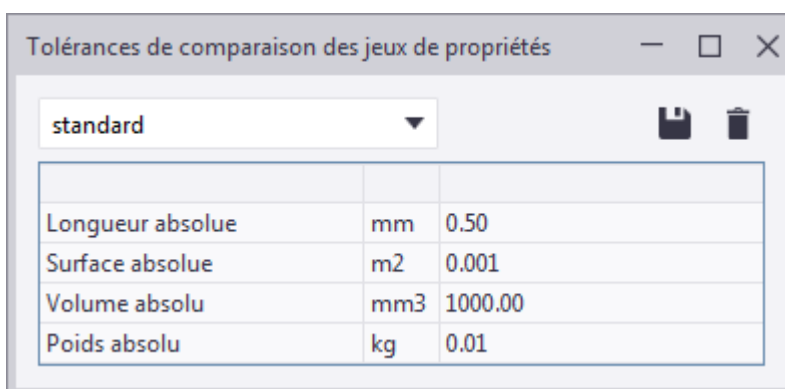 Tolérances de comparaison des jeux de propriétés
standard
Longueur absolue mm 0.50
Surface absolue m2 0.001
Volume absolu mm3 1000.00
Poids absolu kg 0.01